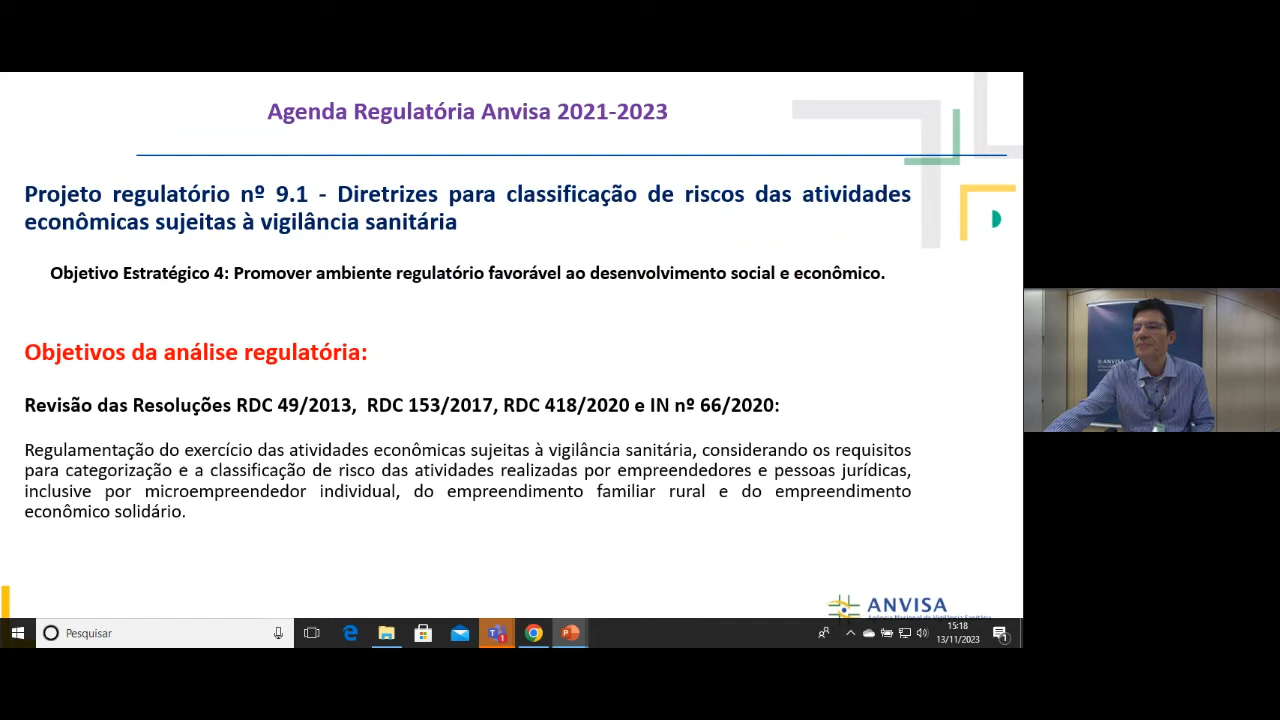 Agenda Regulatória Anvisa 2021-2023
Projeto regulatório nº 9.1 - Diretrizes para classificação de riscos das atividades
econômicas sujeitas à vigilância sanitária
Objetivo Estratégico 4: Promover ambiente regulatório favorável ao desenvolvimento social e econômico.
Objetivos da análise regulatória:
Revisão das Resoluções RDC 49/2013, RDC 153/2017, RDC 418/2020 e IN nº 66/2020:
Regulamentação do exercício das atividades econômicas sujeitas à vigilância sanitária, considerando os requisitos
para categorização e a classificação de risco das atividades realizadas por empreendedores e pessoas jurídicas,
inclusive por microempreendedor individual, do empreendimento familiar rural e do empreendimento
econômico solidário.
ANVISA
Agência Nacional de Vigilância Sanitária
ANVISA
Pesquisar
15:18
13/11/2023